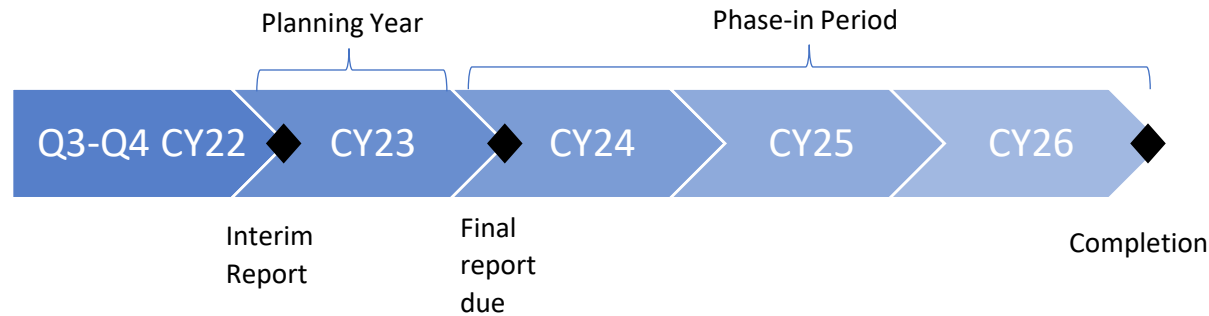 Planning Year
Phase-in Period
Q3-Q4 CY22
CY23
CY24
CY25
CY26
Interim
Report
Final
report
due
Completion